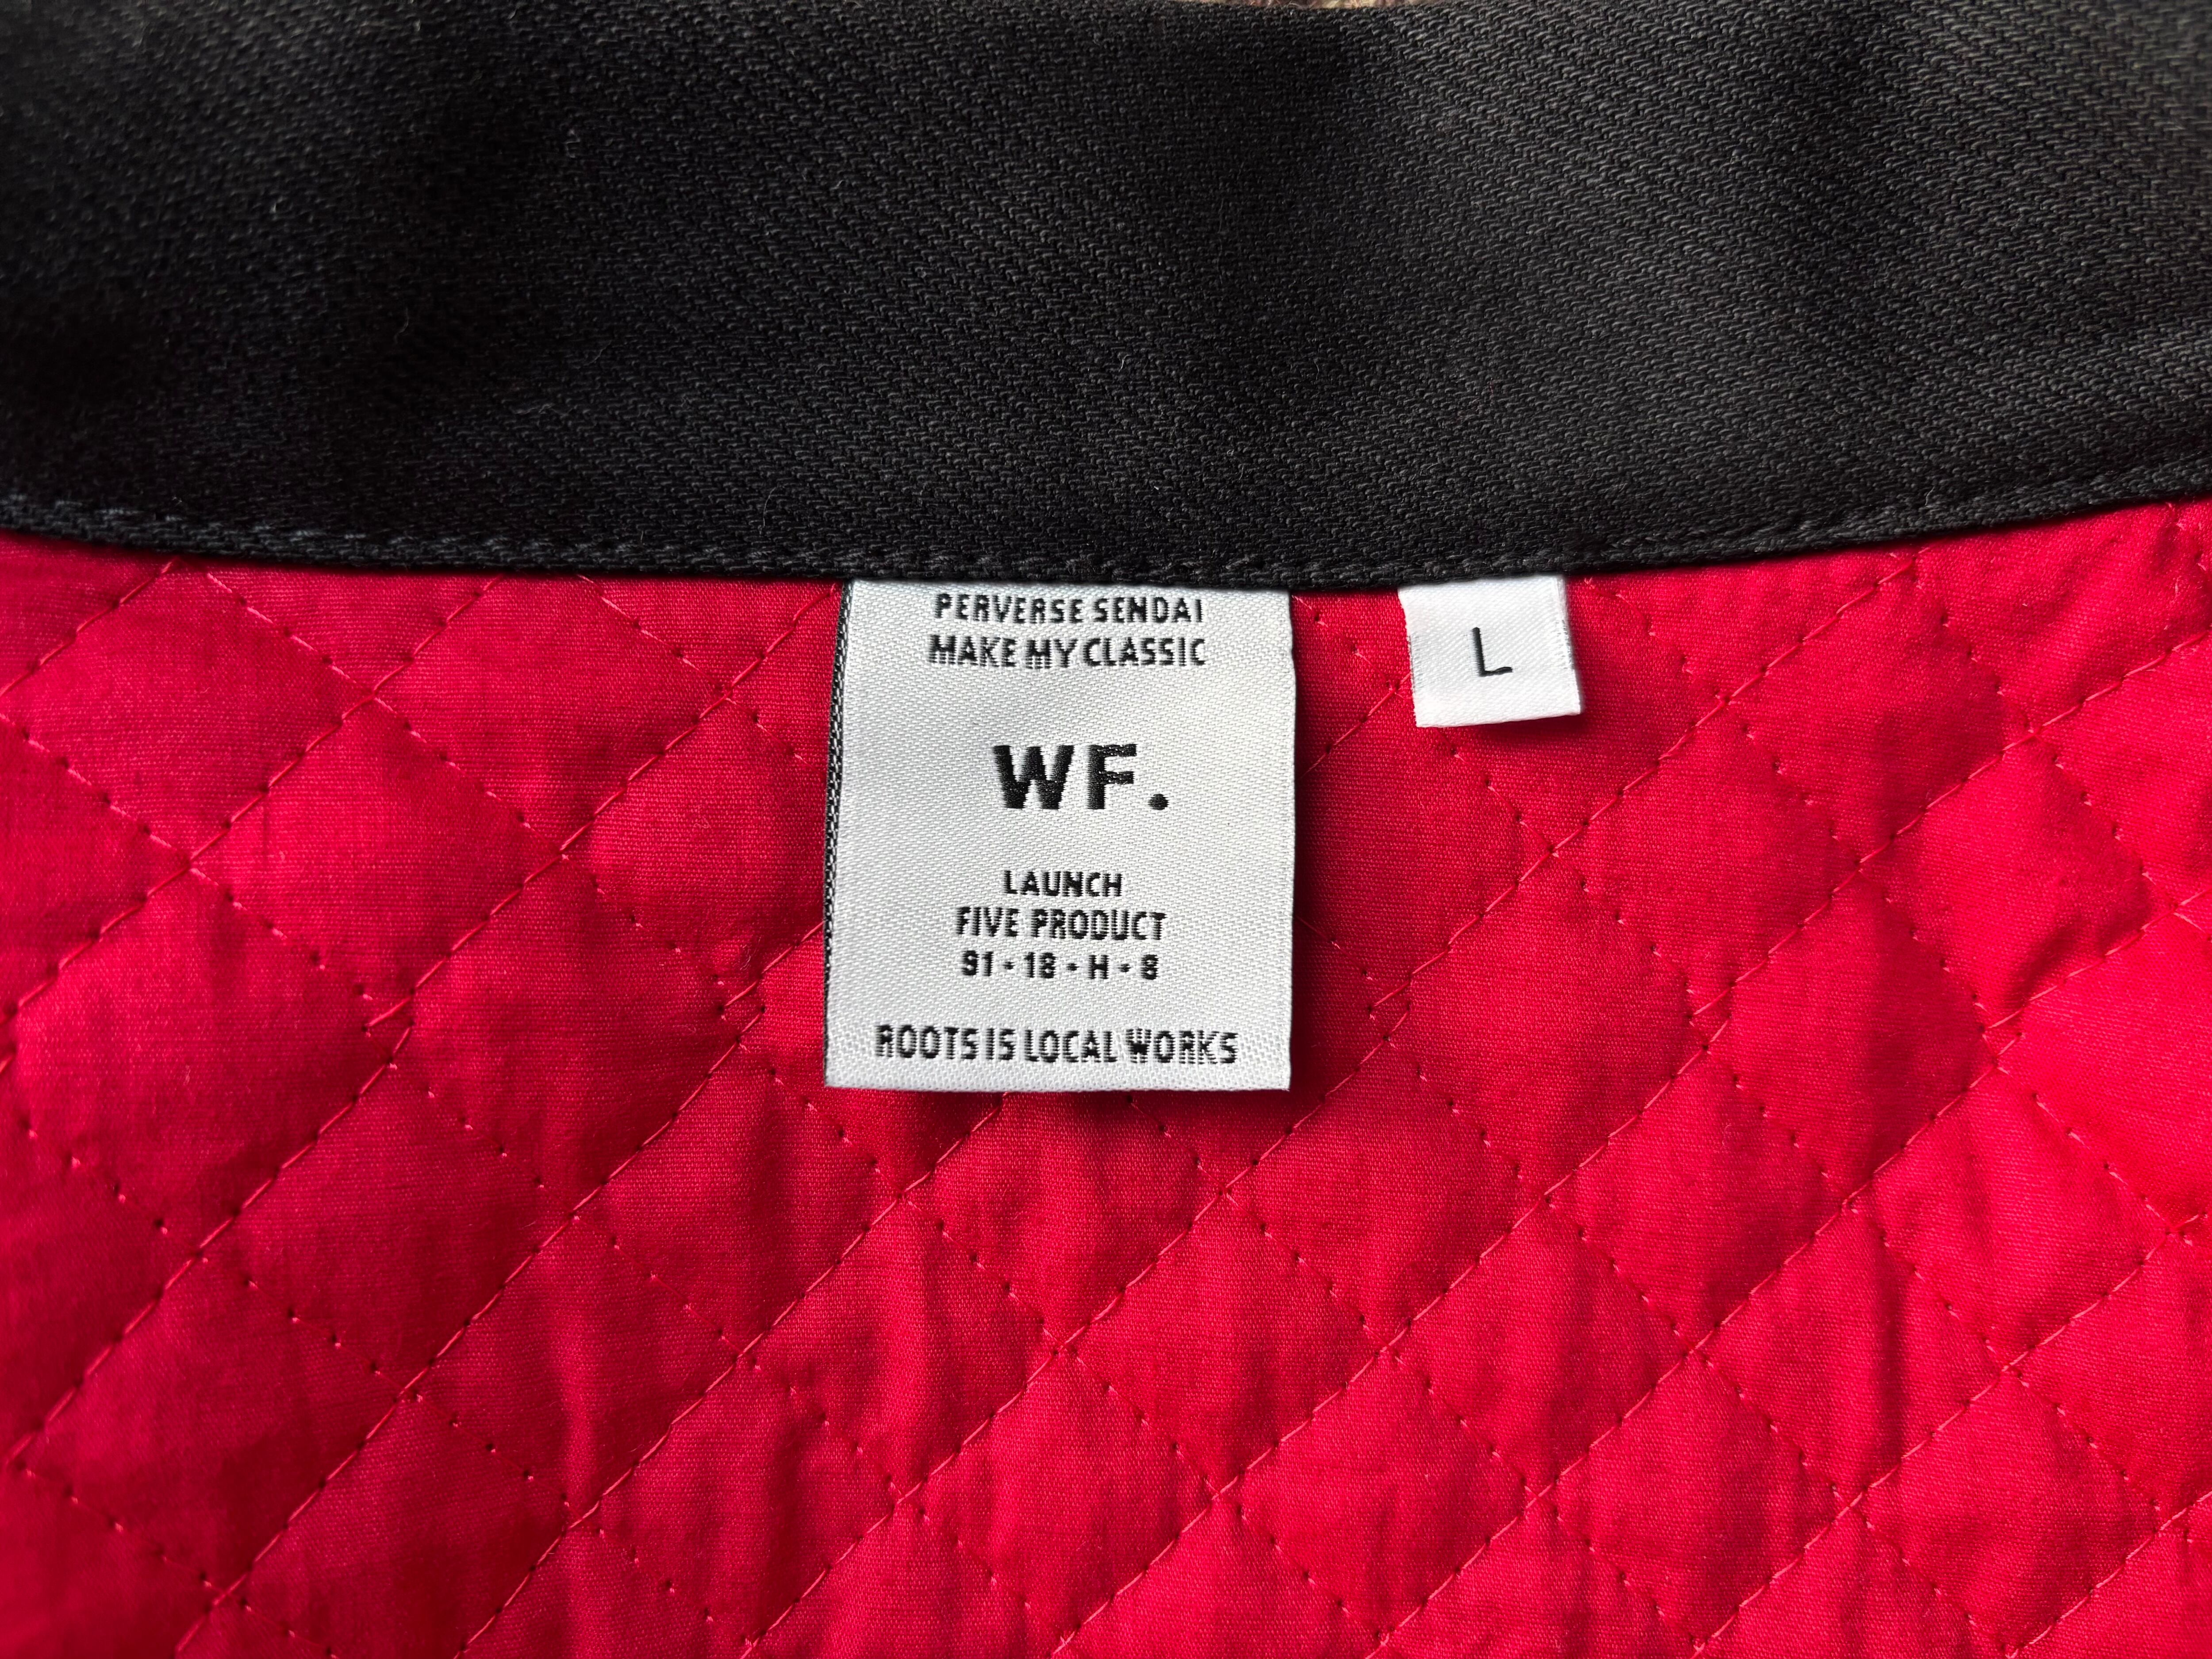 PERVERSE SENDAI
MAKE MY CLASSIC
L
WF.
LAUNCH
FIVE PRODUCT
91-18-H-8
ROOTS IS LOCAL WORKS